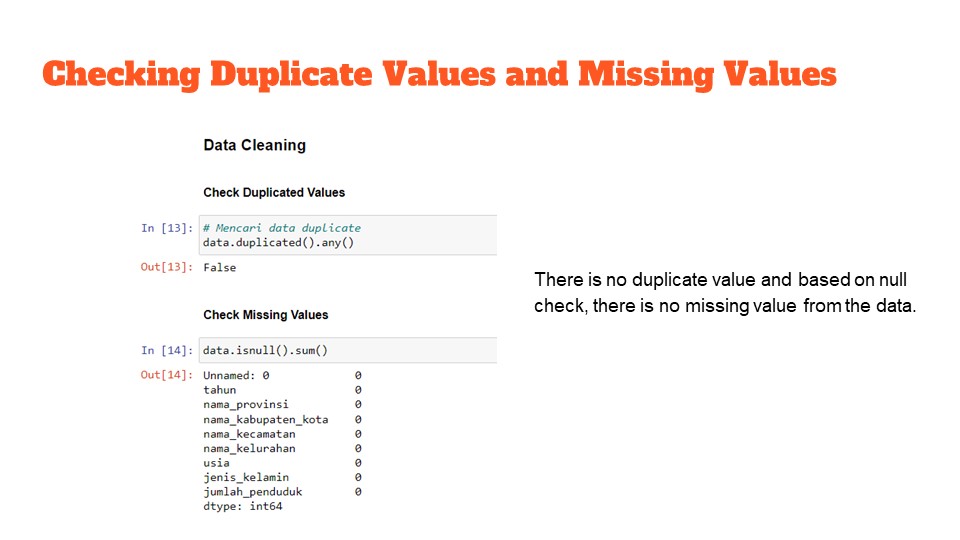 Checking Duplicate Values and Missing Values
Data Cleaning
Check Duplicated Values
In [13]: # Mencari data duplicate
data.duplicated().any()
Out[13]: False
Check Missing Values
In [14]: data.isnull().sum()
Out[14]: Unnamed: 0 0
tahun 0
nama_provinsi 0
nama_kabupaten_kota 0
nama_kecamatan 0
nama_kelurahan 0
usia 0
jenis_kelamin 0
jumlah_penduduk 0
dtype: int64
There is no duplicate value and based on null
check, there is no missing value from the data.